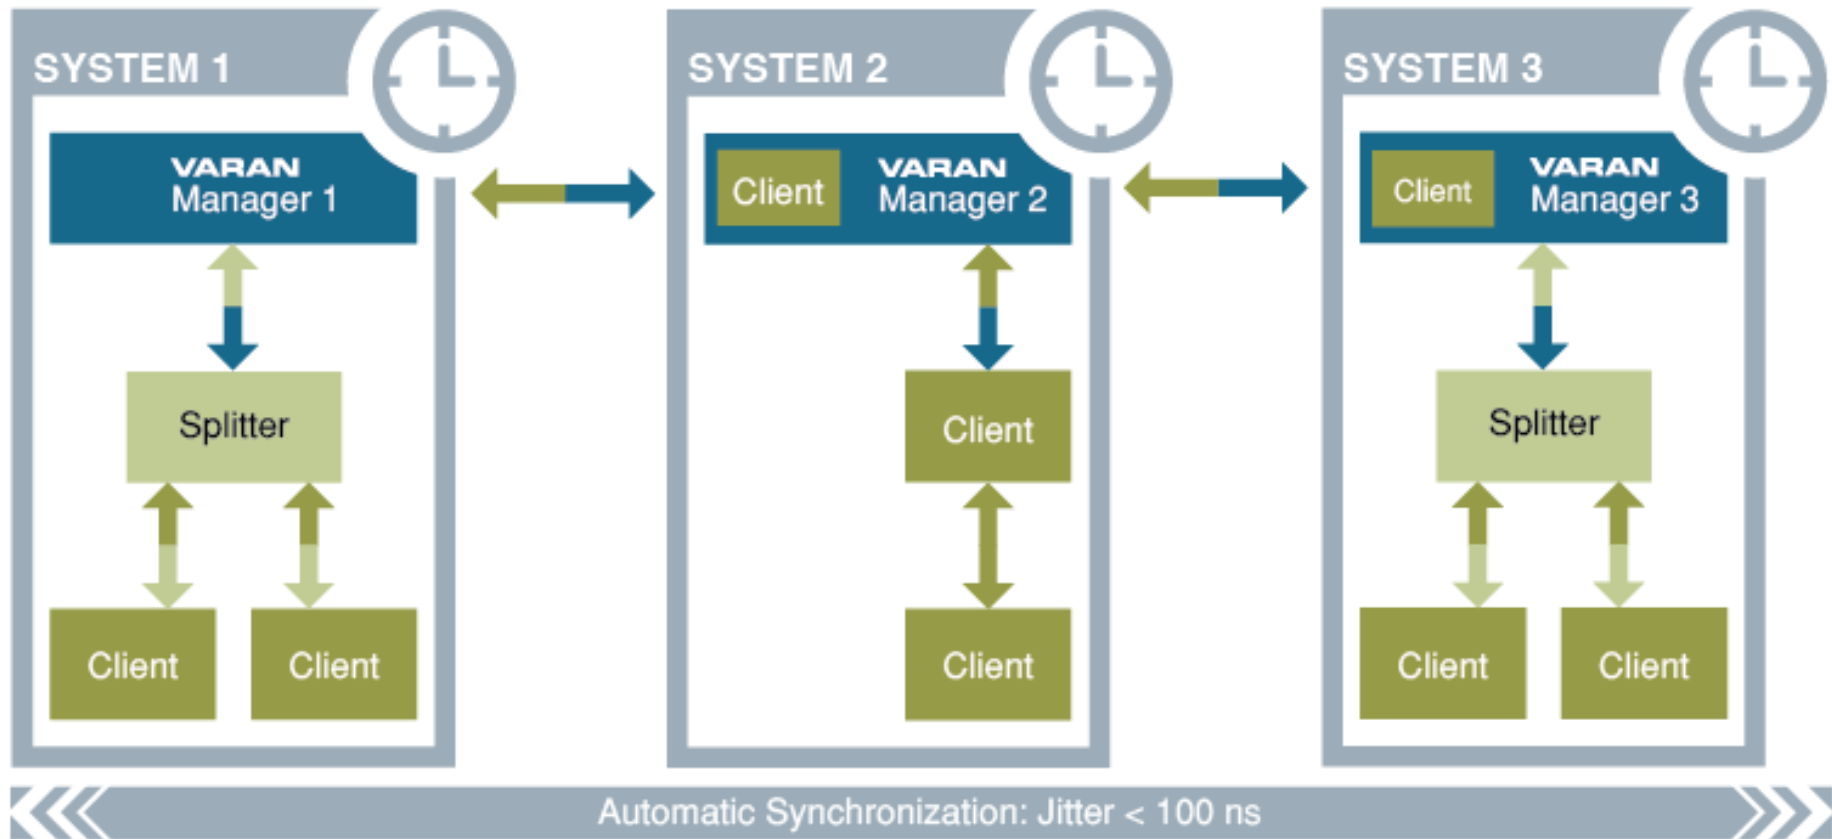 SYSTEM 1
VARAN
Manager 1
Splitter
Client
Client
SYSTEM 2
Client
VARAN
Manager 2
Client
Client
SYSTEM 3
Client
VARAN
Manager 3
Splitter
Client
Client
Automatic Synchronization: Jitter < 100 ns